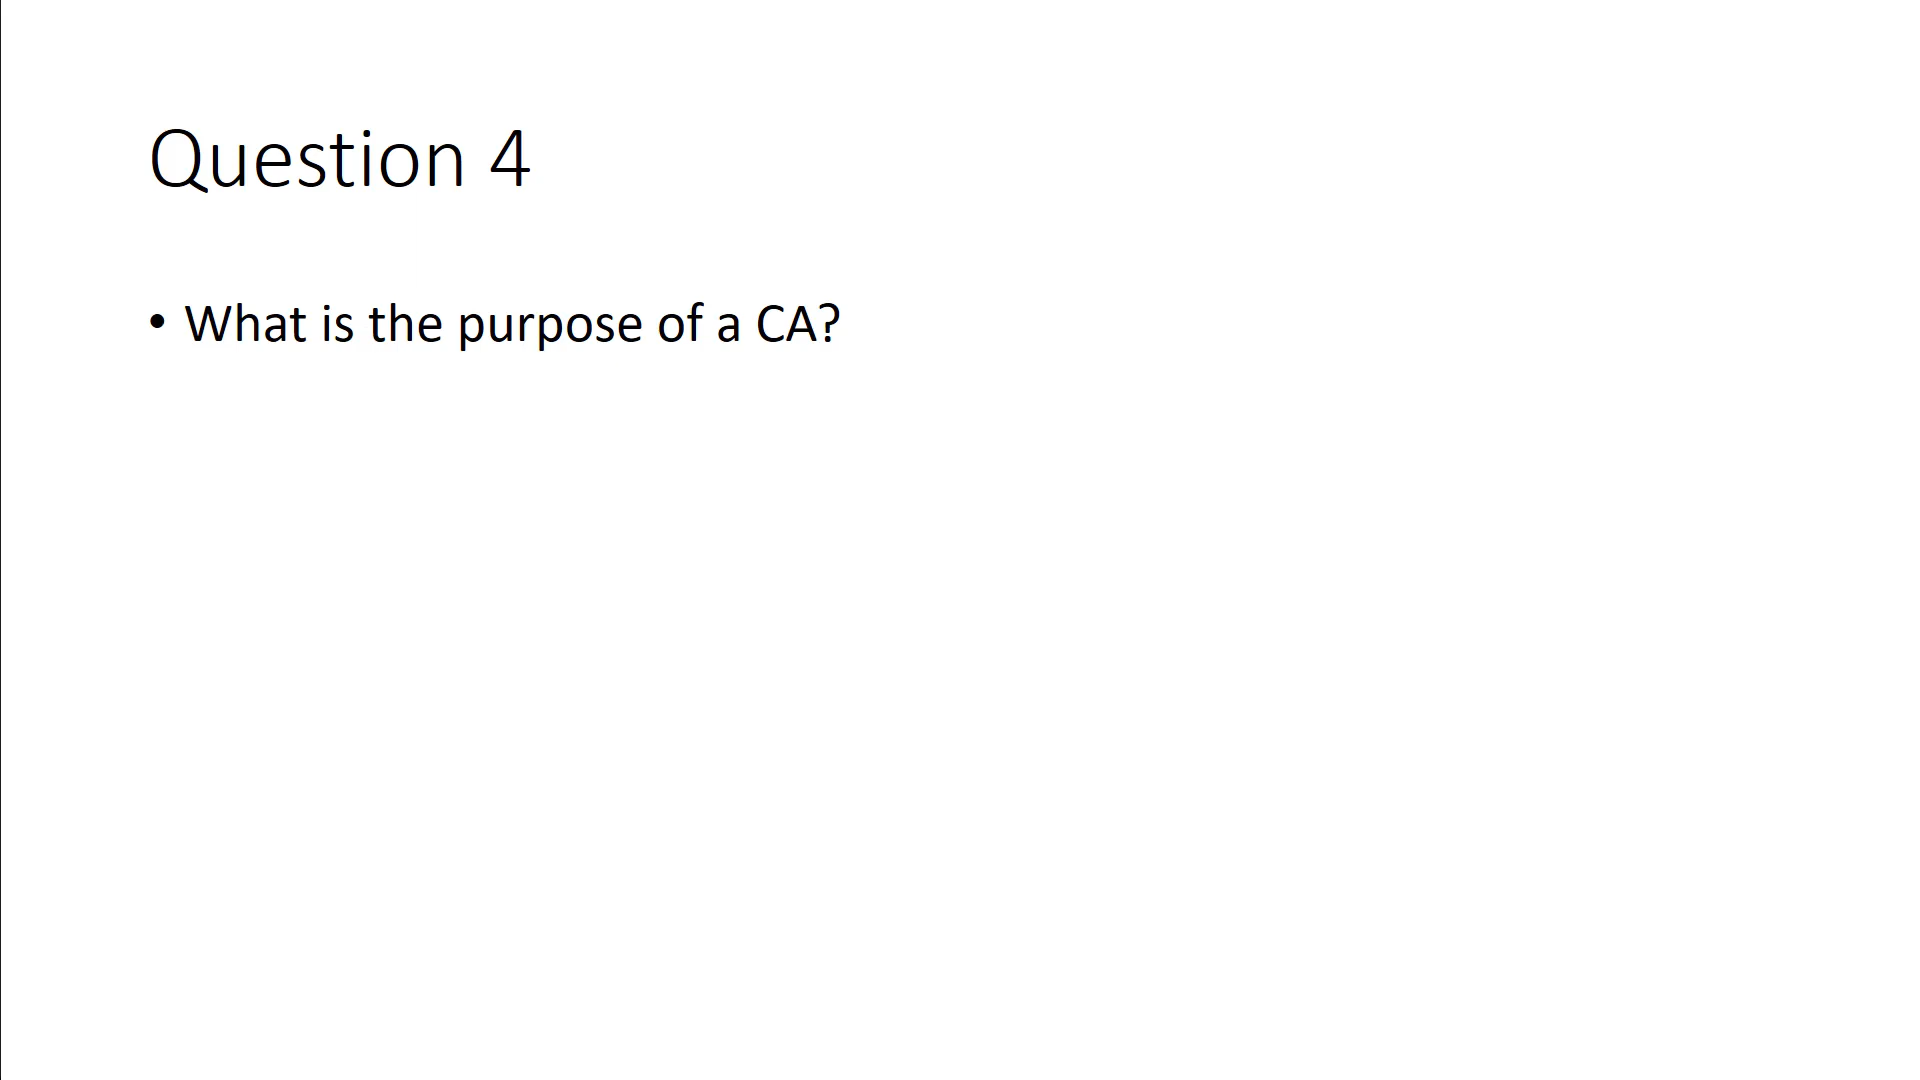 Question 4
• What is the purpose of a CA?